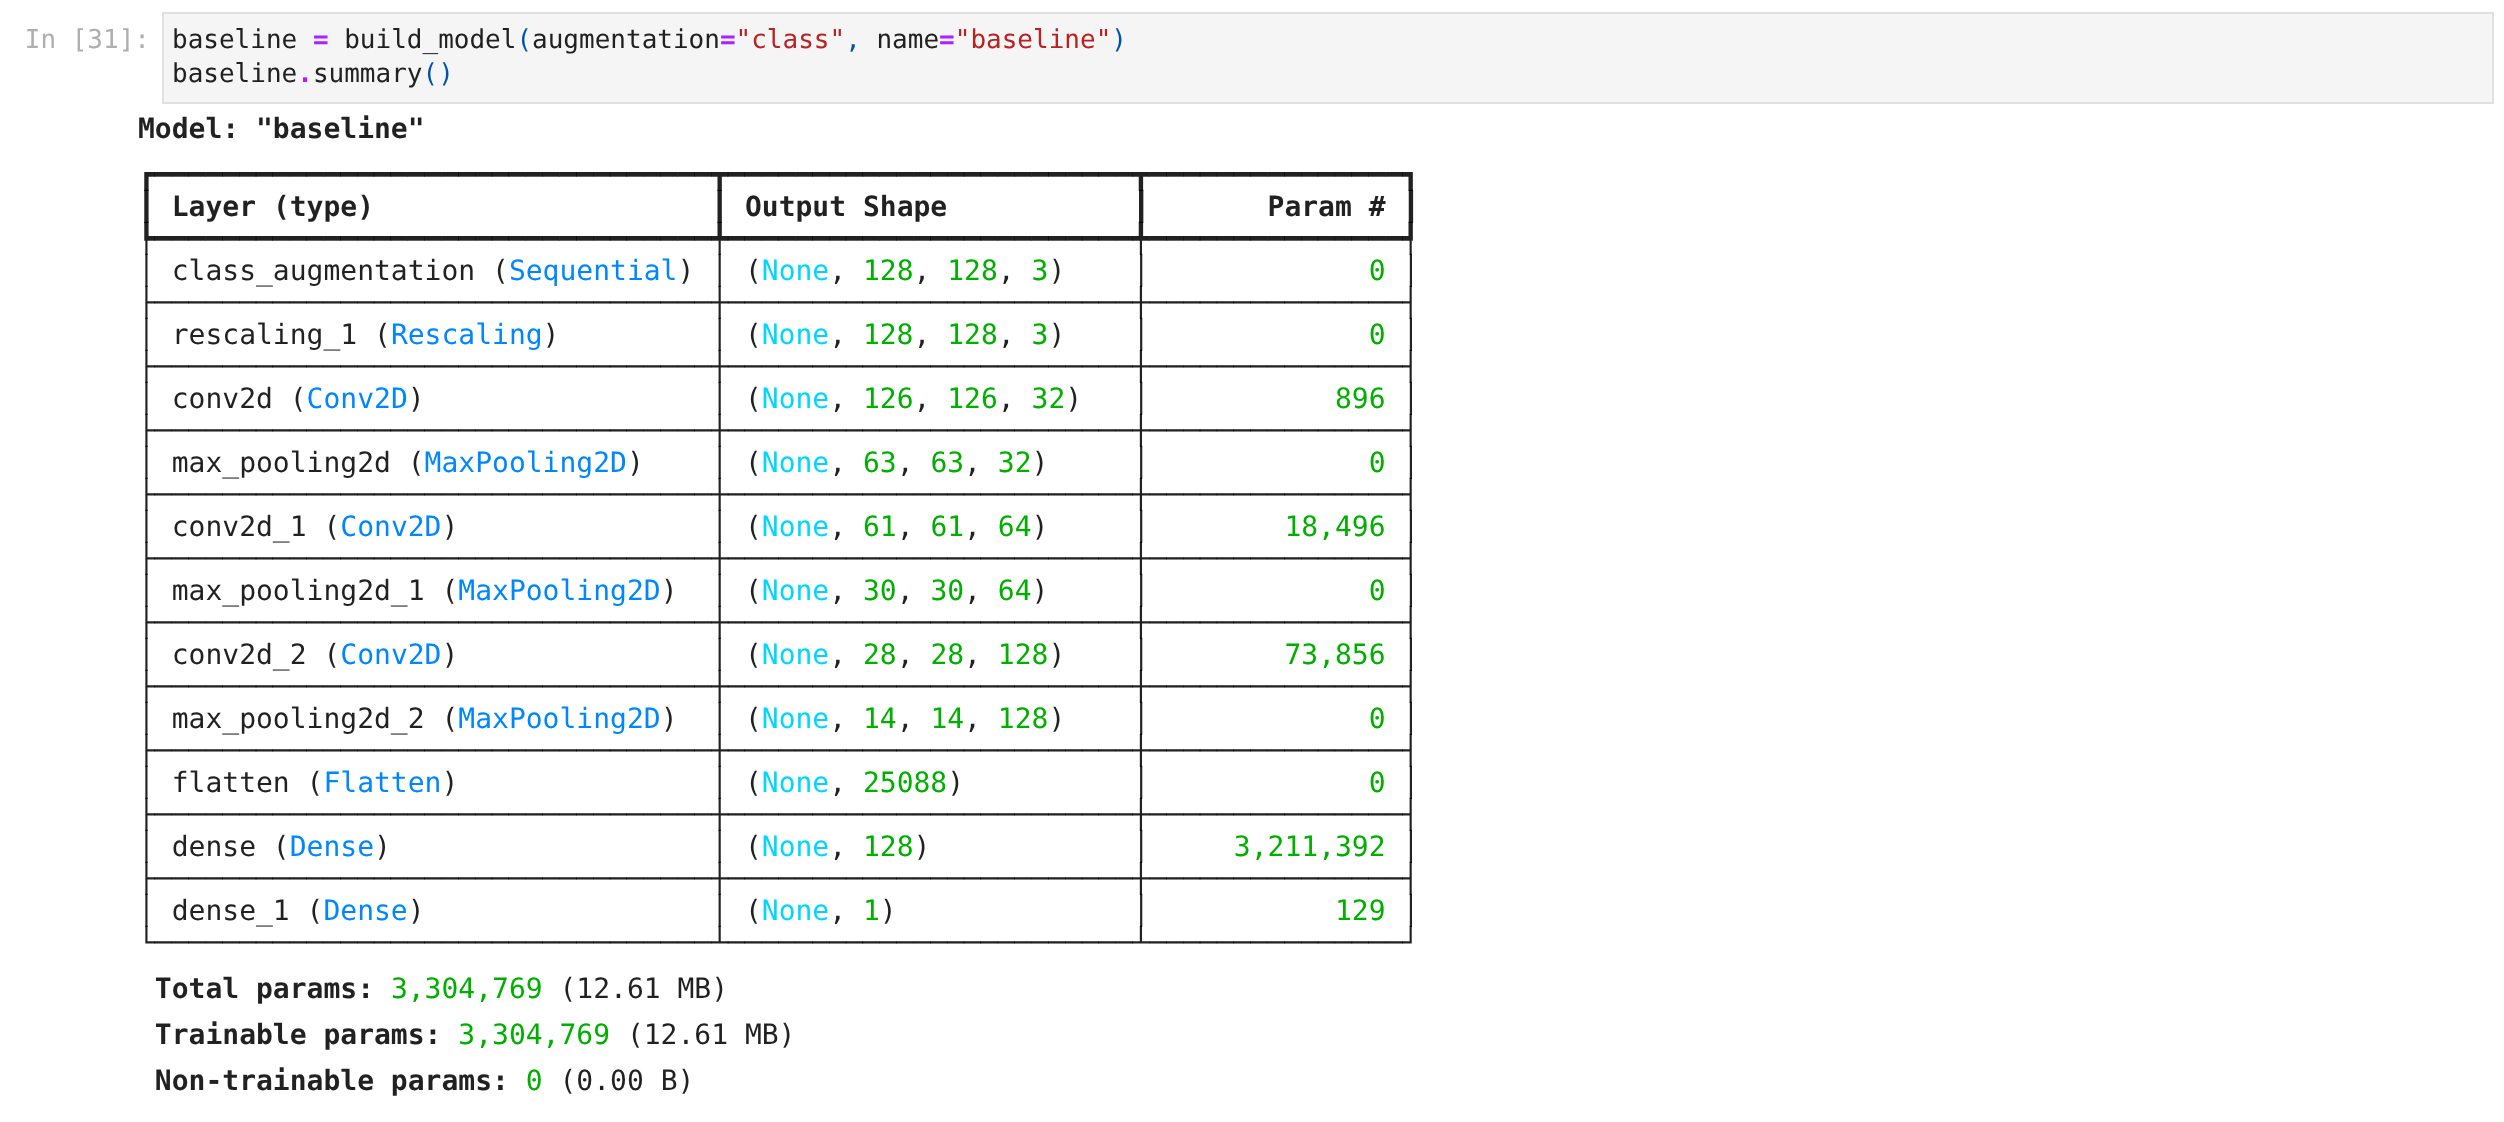 In [31]: baseline = build_model(augmentation="class", name="baseline")
baseline.summary()
Model: "baseline"
Layer (type) Output Shape Param #
class_augmentation (Sequential) (None, 128, 128, 3) 0
rescaling_1 (Rescaling) (None, 128, 128, 3) 0
conv2d (Conv2D) (None, 126, 126, 32) 896
max_pooling2d (MaxPooling2D) (None, 63, 63, 32) 0
conv2d_1 (Conv2D) (None, 61, 61, 64) 18,496
max_pooling2d_1 (MaxPooling2D) (None, 30, 30, 64) 0
conv2d_2 (Conv2D) (None, 28, 28, 128) 73,856
max_pooling2d_2 (MaxPooling2D) (None, 14, 14, 128) 0
flatten (Flatten) (None, 25088) 0
dense (Dense) (None, 128) 3,211,392
dense_1 (Dense) (None, 1) 129
Total params: 3,304,769 (12.61 MB)
Trainable params: 3,304,769 (12.61 MB)
Non-trainable params: 0 (0.00 B)